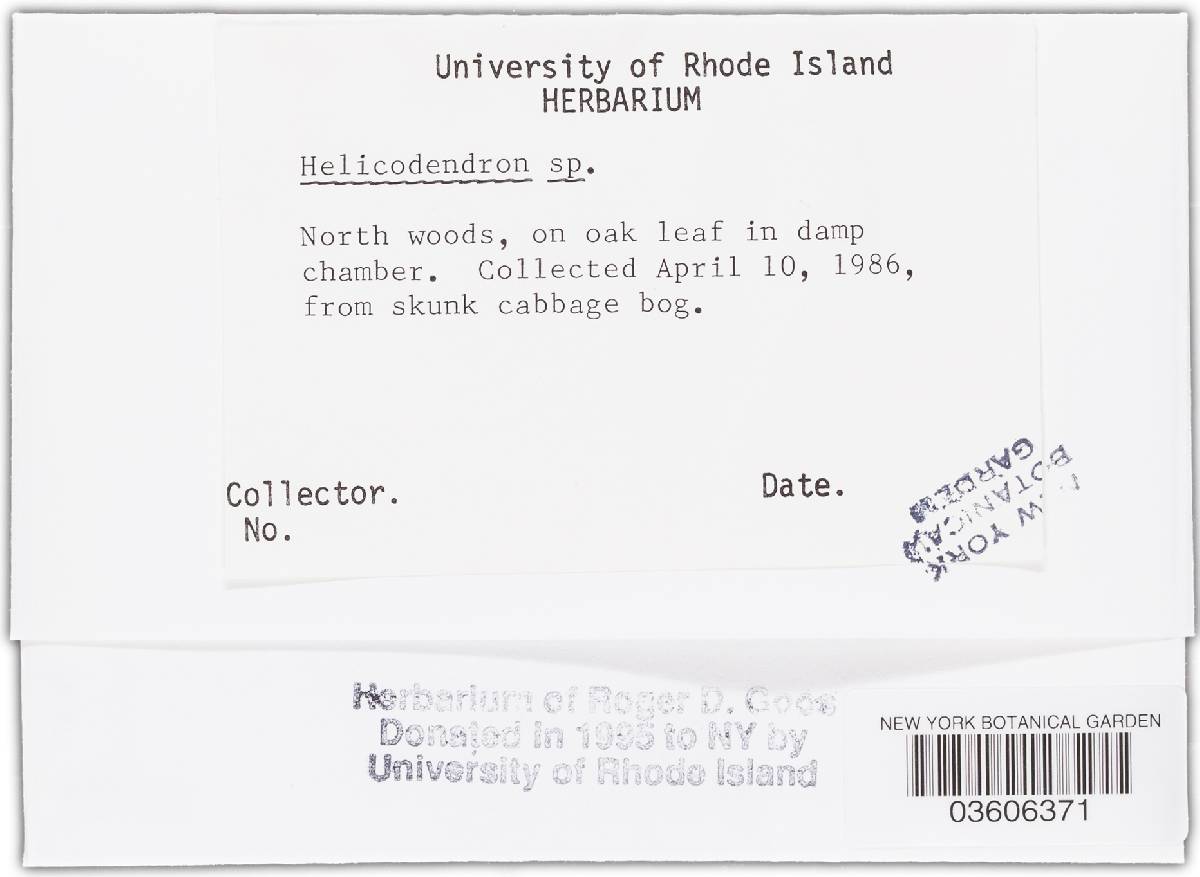 University of Rhode Island
HERBARIUM
Helicodendron sp.
North woods, on oak leaf in damp
chamber. Collected April 10, 1986,
from skunk cabbage bog.
Collector.
Date.
No.
NEW YORK
BOTANICAL
GARDEN
Herbarium of Roger D. Goos
Donated in 1995 to NY by
University of Rhode Island
NEW YORK BOTANICAL GARDEN
03606371